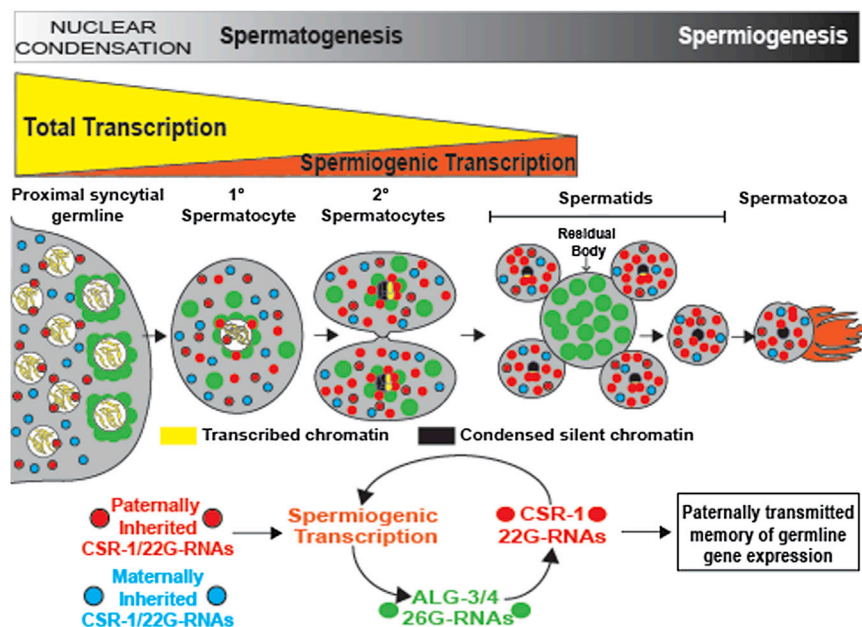 NUCLEAR
CONDENSATION
Spermatogenesis
Spermiogenesis
Total Transcription
Spermiogenic Transcription
Proximal syncytial
germline
1°
Spermatocyte
2°
Spermatocytes
Spermatids
Spermatozoa
Residual
Body
Transcribed chromatin
Condensed silent chromatin
Paternally
Inherited
CSR-1/22G-RNAs
Maternally
Inherited
CSR-1/22G-RNAs
Spermiogenic
Transcription
CSR-1
22G-RNAs
ALG-3/4
26G-RNAs
Paternally transmitted
memory of germline
gene expression